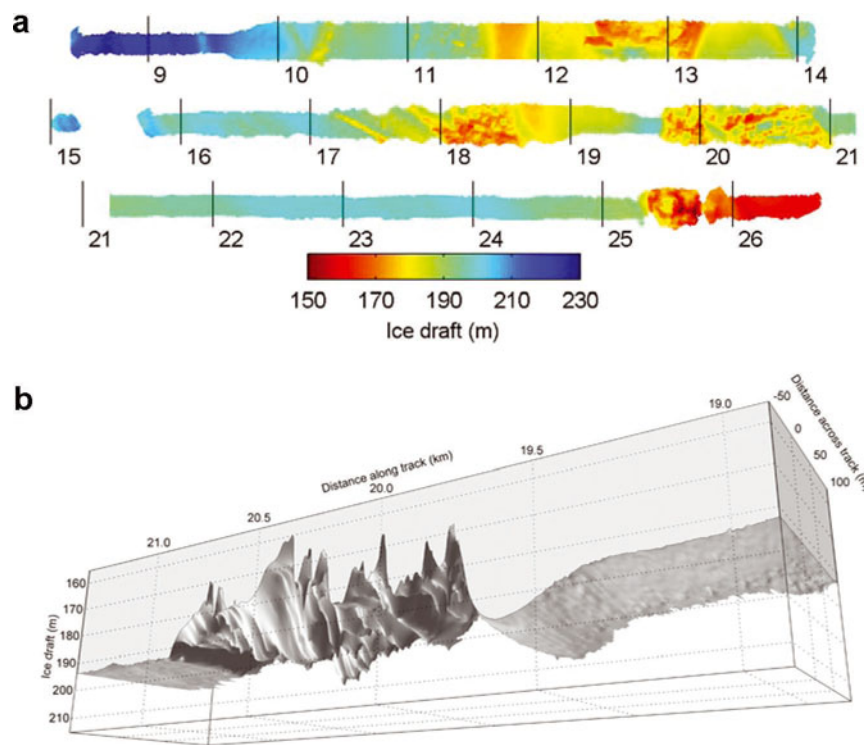 a
9 10 11 12 13 14
15 16 17 18 19 20 21
21 22 23 24 25 26
150 170 190 210 230
Ice draft (m)
b
Distance along track (km)
21.0 20.5 20.0 19.5 19.0
Distance across track (m)
-50 0 50 100
Ice draft (m)
160
170
180
190
200
210